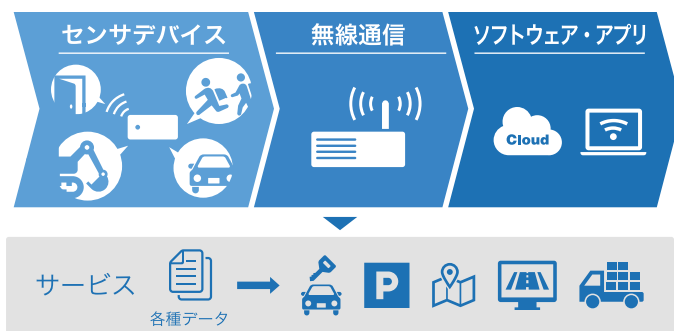 センサデバイス
無線通信
ソフトウェア・アプリ
Cloud
サービス
各種データ
P